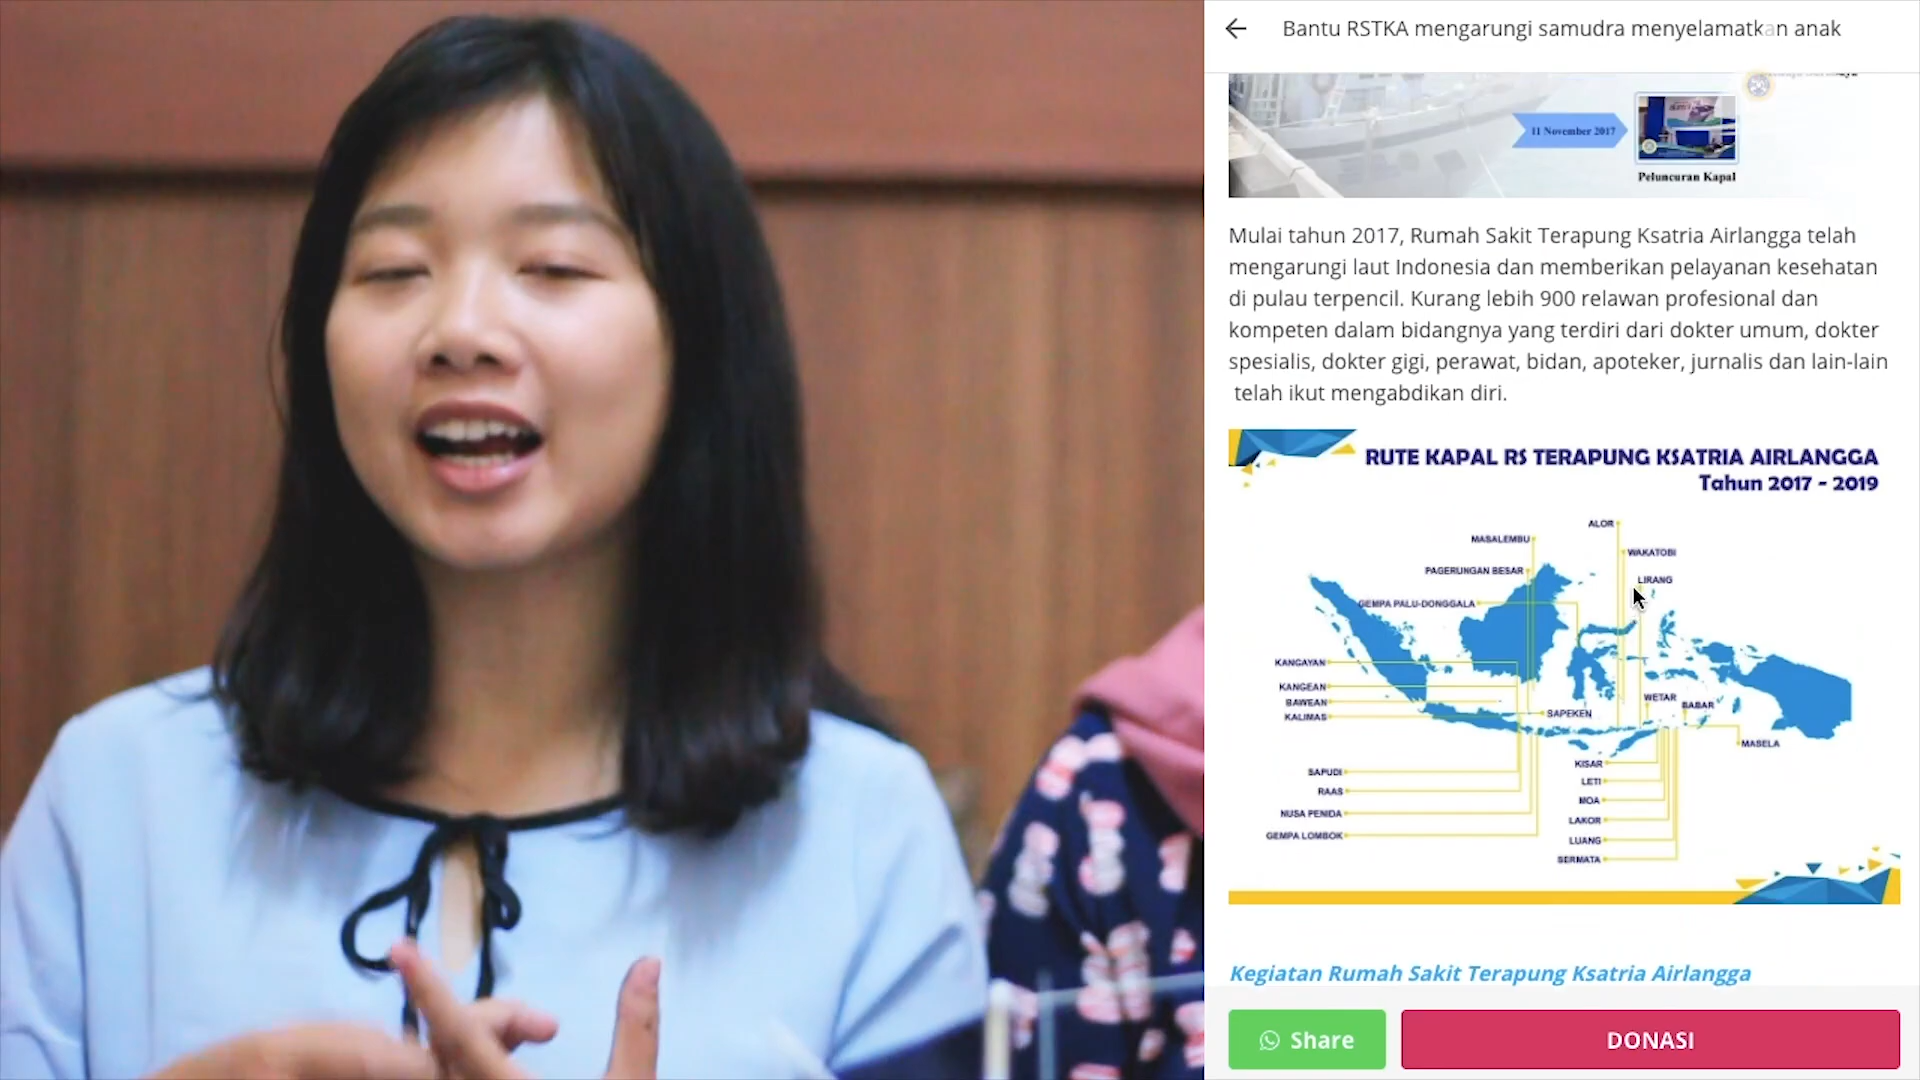 Bantu RSTKA mengarungi samudra menyelamatkan anak
11 November 2017
Peluncuran Kapal
Mulai tahun 2017, Rumah Sakit Terapung Ksatria Airlangga telah
mengarungi laut Indonesia dan memberikan pelayanan kesehatan
di pulau terpencil. Kurang lebih 900 relawan profesional dan
kompeten dalam bidangnya yang terdiri dari dokter umum, dokter
spesialis, dokter gigi, perawat, bidan, apoteker, jurnalis dan lain-lain
telah ikut mengabdikan diri.
RUTE KAPAL RS TERAPUNG KSATRIA AIRLANGGA
Tahun 2017 - 2019
ALOR
MASALEMBU
WAKATOBI
PAGERUNGAN BESAR
LIRANG
GEMPA PALU-DONGGALA
KANGAYAN
KANGEAN
BAWEAN
KALIMAS
SAPEKEN
WETAR
BABAR
MASELA
KISAR
SAPUDI
LETI
RAAS
MOA
NUSA PENIDA
LAKOR
GEMPA LOMBOK
LUANG
SERMATA
Kegiatan Rumah Sakit Terapung Ksatria Airlangga
Share
DONASI